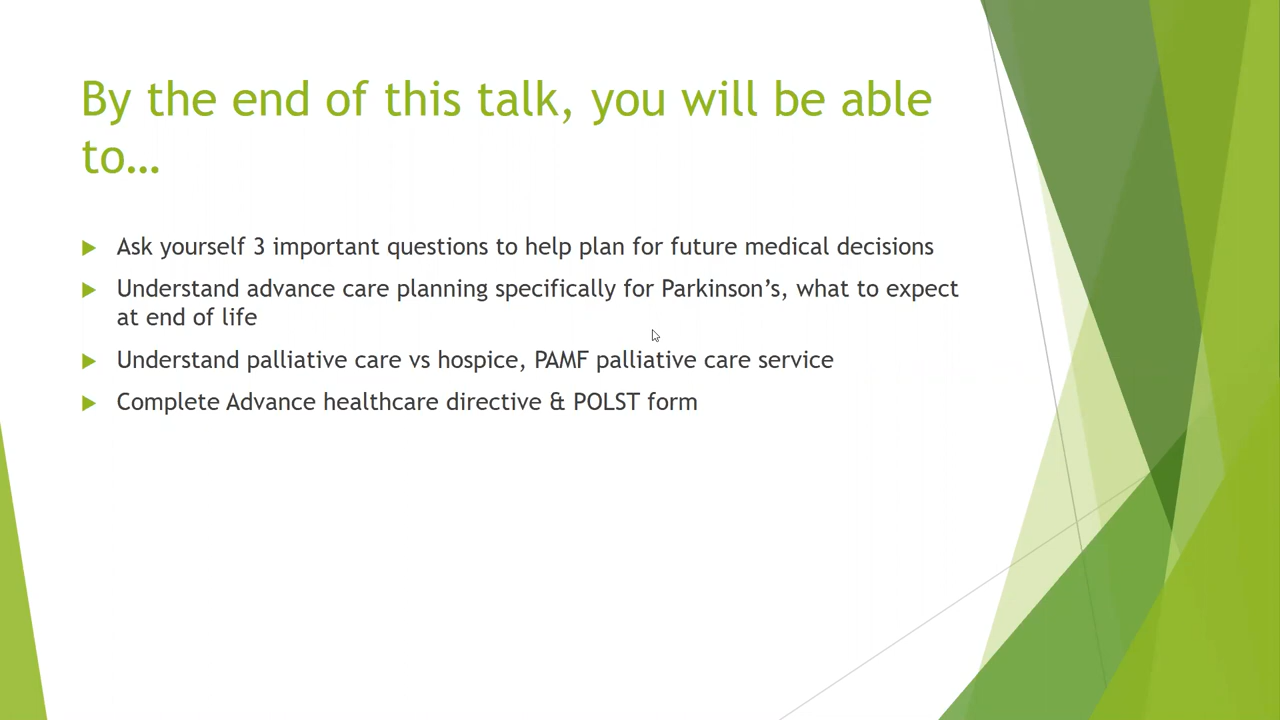 By the end of this talk, you will be able
to…
Ask yourself 3 important questions to help plan for future medical decisions
Understand advance care planning specifically for Parkinson’s, what to expect
at end of life
Understand palliative care vs hospice, PAMF palliative care service
Complete Advance healthcare directive & POLST form